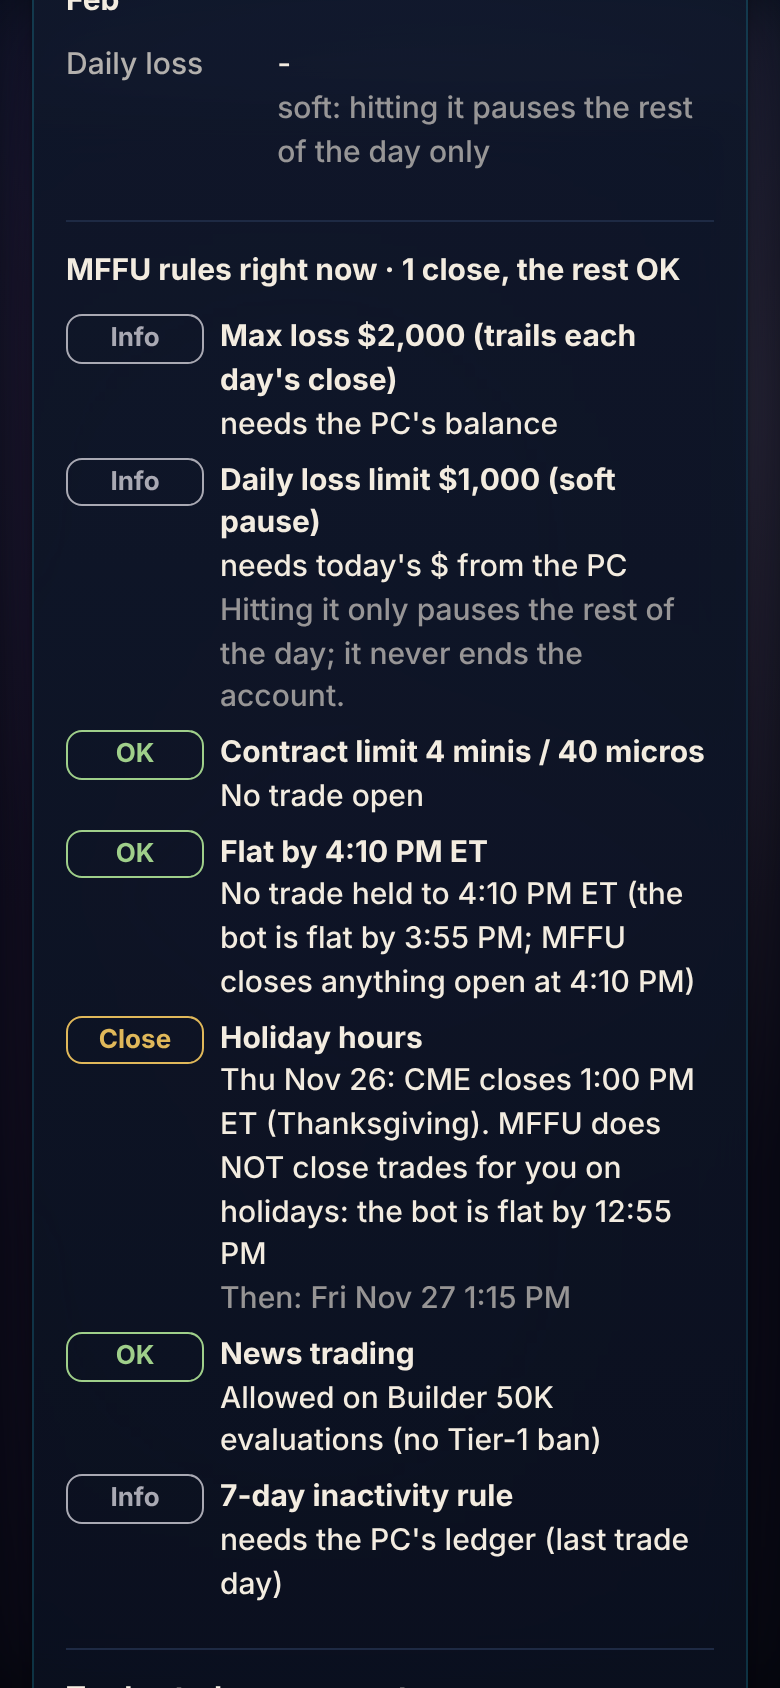 Feb
Daily loss -
soft: hitting it pauses the rest
of the day only
MFFU rules right now · 1 close, the rest OK
Info
Max loss $2,000 (trails each
day's close)
needs the PC's balance
Info
Daily loss limit $1,000 (soft
pause)
needs today's $ from the PC
Hitting it only pauses the rest of
the day; it never ends the
account.
OK
Contract limit 4 minis / 40 micros
No trade open
OK
Flat by 4:10 PM ET
No trade held to 4:10 PM ET (the
bot is flat by 3:55 PM; MFFU
closes anything open at 4:10 PM)
Close
Holiday hours
Thu Nov 26: CME closes 1:00 PM
ET (Thanksgiving). MFFU does
NOT close trades for you on
holidays: the bot is flat by 12:55
PM
Then: Fri Nov 27 1:15 PM
OK
News trading
Allowed on Builder 50K
evaluations (no Tier-1 ban)
Info
7-day inactivity rule
needs the PC's ledger (last trade
day)